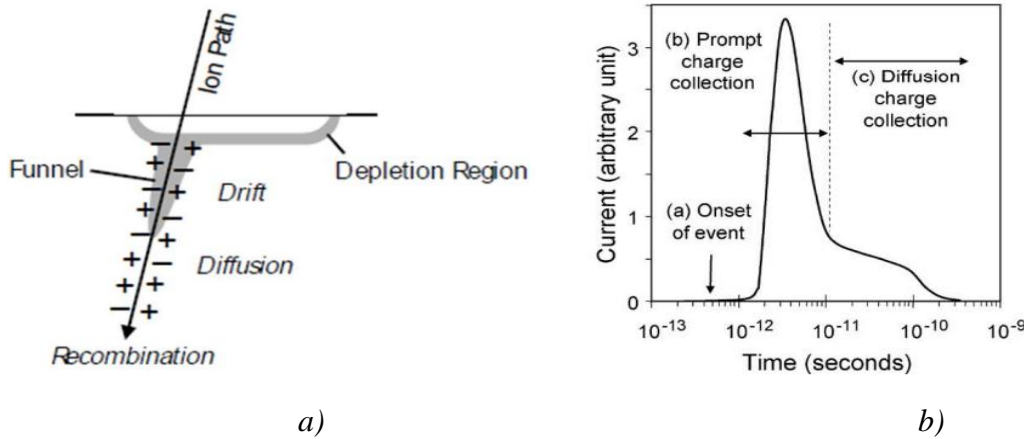 Ion Path
Funnel
Depletion Region
Drift
Diffusion
Recombination
a)
Current (arbitrary unit)
3
2
1
0
(b) Prompt
charge
collection
(c) Diffusion
charge
collection
(a) Onset
of event
10-13
10-12
10-11
10-10
10-9
Time (seconds)
b)